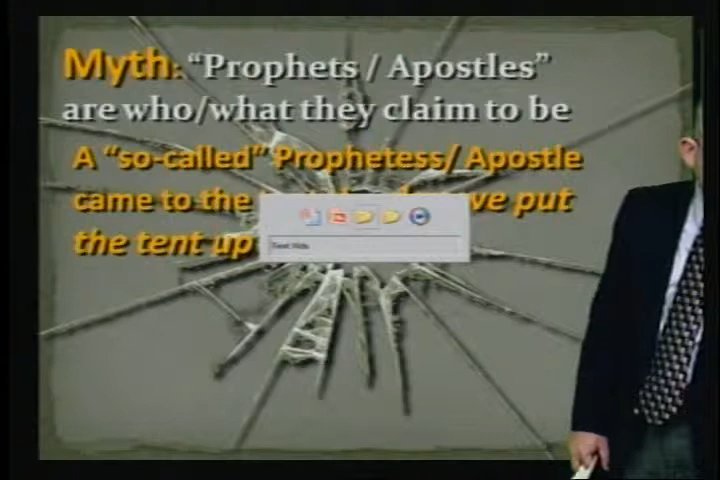 Myth: “Prophets / Apostles”
are who/what they claim to be
A “so-called” Prophetess/ Apostle
came to the ve put
the tent up